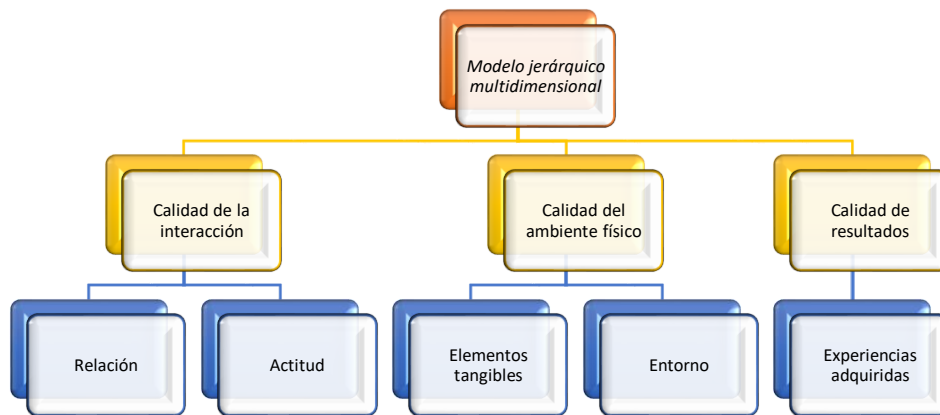 Modelo jerárquico
multidimensional
Calidad de la
interacción
Calidad del
ambiente físico
Calidad de
resultados
Relación
Actitud
Elementos
tangibles
Entorno
Experiencias
adquiridas